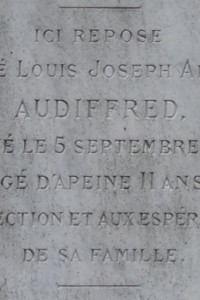 ICI REPOSE
É LOUIS JOSEPH A
AUDIFFRED,
É LE 5 SEPTEMBRE
GÉ D'APEINE 11 ANS
ECTION ET AUX ESPÉR
DE SA FAMILLE.